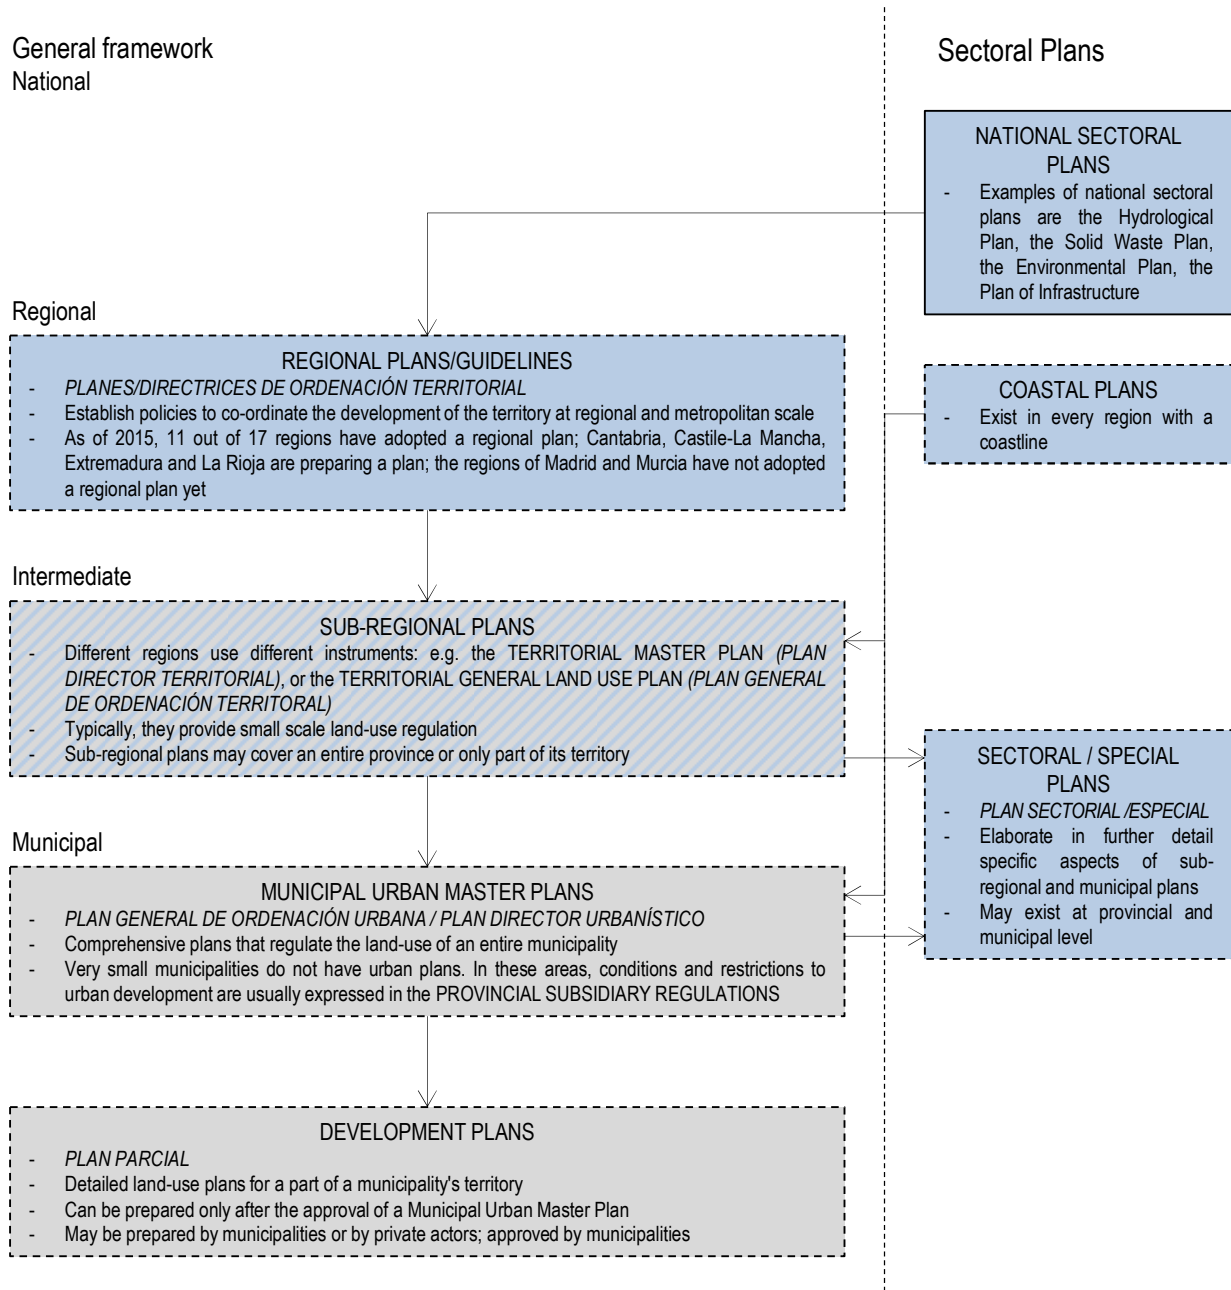 General framework
National
Sectoral Plans
NATIONAL SECTORAL
PLANS
- Examples of national sectoral
plans are the Hydrological
Plan, the Solid Waste Plan,
the Environmental Plan, the
Plan of Infrastructure
Regional
REGIONAL PLANS/GUIDELINES
- PLANES/DIRECTRICES DE ORDENACIÓN TERRITORIAL
- Establish policies to co-ordinate the development of the territory at regional and metropolitan scale
- As of 2015, 11 out of 17 regions have adopted a regional plan; Cantabria, Castile-La Mancha,
Extremadura and La Rioja are preparing a plan; the regions of Madrid and Murcia have not adopted
a regional plan yet
COASTAL PLANS
- Exist in every region with a
coastline
Intermediate
SUB-REGIONAL PLANS
- Different regions use different instruments: e.g. the TERRITORIAL MASTER PLAN (PLAN
DIRECTOR TERRITORIAL), or the TERRITORIAL GENERAL LAND USE PLAN (PLAN GENERAL
DE ORDENACIÓN TERRITORAL)
- Typically, they provide small scale land-use regulation
- Sub-regional plans may cover an entire province or only part of its territory
SECTORAL / SPECIAL
PLANS
- PLAN SECTORIAL /ESPECIAL
- Elaborate in further detail
specific aspects of sub-
regional and municipal plans
- May exist at provincial and
municipal level
Municipal
MUNICIPAL URBAN MASTER PLANS
- PLAN GENERAL DE ORDENACIÓN URBANA / PLAN DIRECTOR URBANÍSTICO
- Comprehensive plans that regulate the land-use of an entire municipality
- Very small municipalities do not have urban plans. In these areas, conditions and restrictions to
urban development are usually expressed in the PROVINCIAL SUBSIDIARY REGULATIONS
DEVELOPMENT PLANS
- PLAN PARCIAL
- Detailed land-use plans for a part of a municipality's territory
- Can be prepared only after the approval of a Municipal Urban Master Plan
- May be prepared by municipalities or by private actors; approved by municipalities